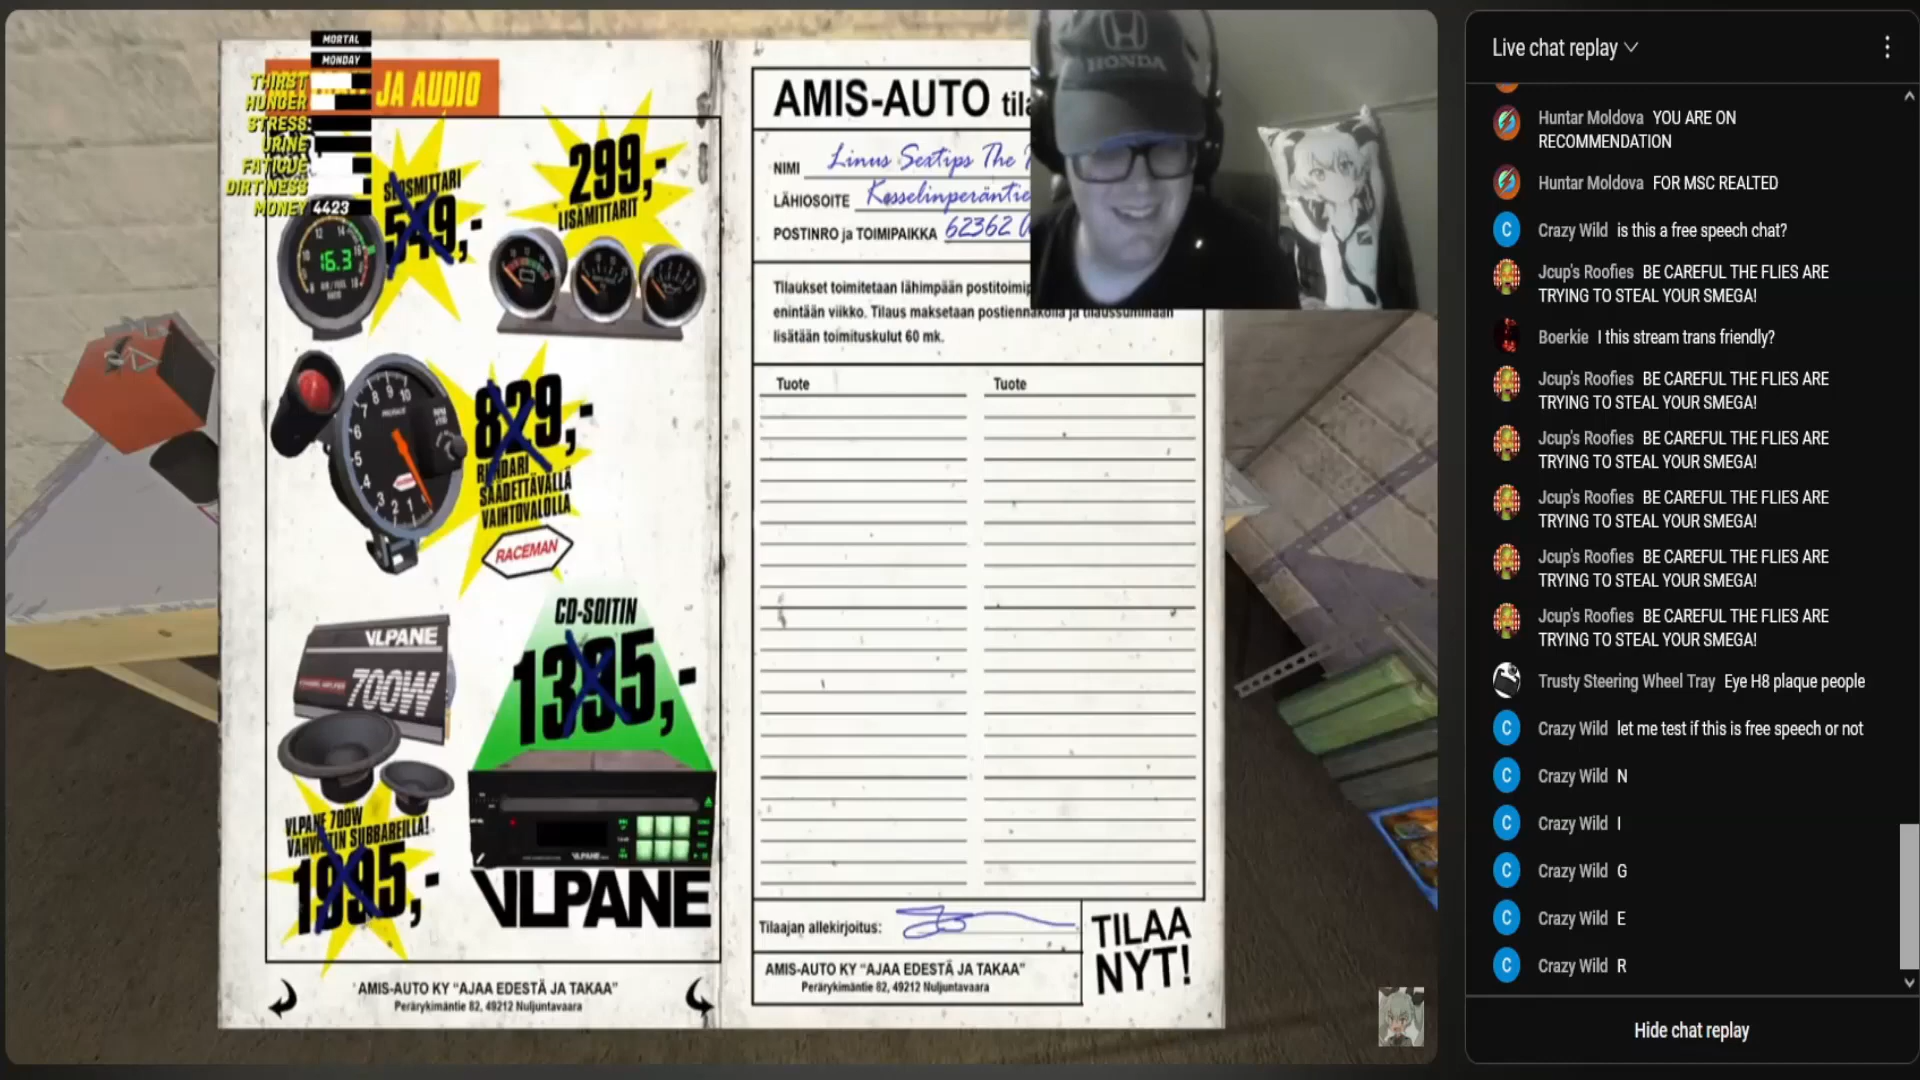 MORTAL
MONDAY
THIRST
HUNGER
STRESS
URINE
FATIGUE
DIRTINESS
MONEY 4423
JA AUDIO
SEOSMITTARI
549,-
299,-
LISÄMITTARIT
16.3
AIR / FUEL
RATIO
829,-
SÄÄDETTÄVÄLLÄ
VAIHTOVALOLLA
RACEMAN
VLPANE
700W
CD-SOITIN
1395,-
VLPANE 700W
VAHVISTIN SUBBAREILLA!
1995,-
VLPANE
AMIS-AUTO KY "AJAA EDESTÄ JA TAKAA"
Perärykimäntie 82, 49212 Nuljuntavaara
AMIS-AUTO
NIMI Linus Sextips The
LÄHIOSOITE Kesselinperäntie
POSTINRO ja TOIMIPAIKKA 62362
Tilaukset toimitetaan lähimpään
enintään viikko. Tilaus maksetaan postiennakolla ja tilaussummaan
lisätään toimituskulut 60 mk.
Tuote Tuote
Tilaajan allekirjoitus:
TILAA
NYT!
AMIS-AUTO KY "AJAA EDESTÄ JA TAKAA"
Perärykimäntie 82, 49212 Nuljuntavaara
HONDA
Live chat replay
Huntar Moldova YOU ARE ON
RECOMMENDATION
Huntar Moldova FOR MSC REALTED
Crazy Wild is this a free speech chat?
Jcup's Roofies BE CAREFUL THE FLIES ARE
TRYING TO STEAL YOUR SMEGA!
Boerkie I this stream trans friendly?
Jcup's Roofies BE CAREFUL THE FLIES ARE
TRYING TO STEAL YOUR SMEGA!
Jcup's Roofies BE CAREFUL THE FLIES ARE
TRYING TO STEAL YOUR SMEGA!
Jcup's Roofies BE CAREFUL THE FLIES ARE
TRYING TO STEAL YOUR SMEGA!
Jcup's Roofies BE CAREFUL THE FLIES ARE
TRYING TO STEAL YOUR SMEGA!
Jcup's Roofies BE CAREFUL THE FLIES ARE
TRYING TO STEAL YOUR SMEGA!
Trusty Steering Wheel Tray Eye H8 plaque people
Crazy Wild let me test if this is free speech or not
Crazy Wild N
Crazy Wild I
Crazy Wild G
Crazy Wild E
Crazy Wild R
Hide chat replay